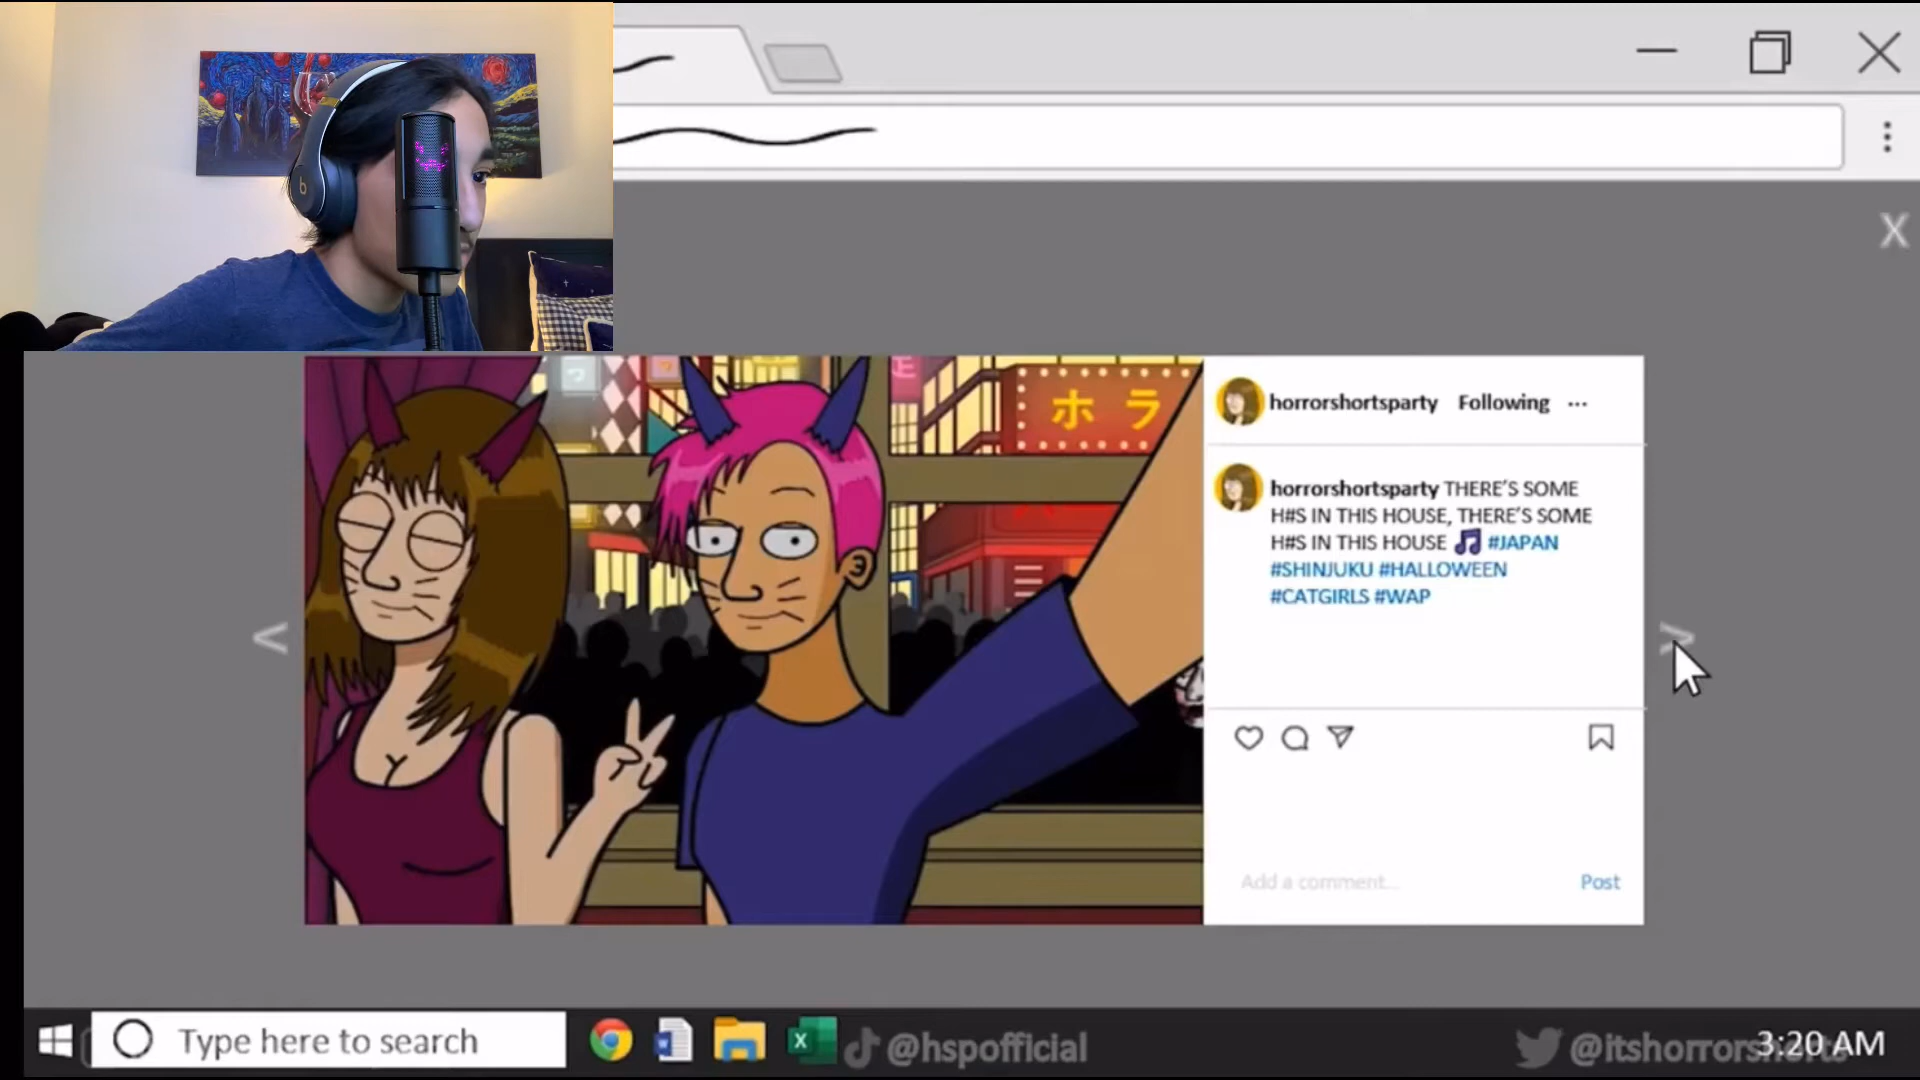 ホラ
horrorshortsparty Following ...
horrorshortsparty THERE'S SOME
H#S IN THIS HOUSE, THERE'S SOME
H#S IN THIS HOUSE 🎵 #JAPAN
#SHINJUKU #HALLOWEEN
#CATGIRLS #WAP
Add a comment... Post
Type here to search
@hspofficial
@itshorrorshorts
3:20 AM